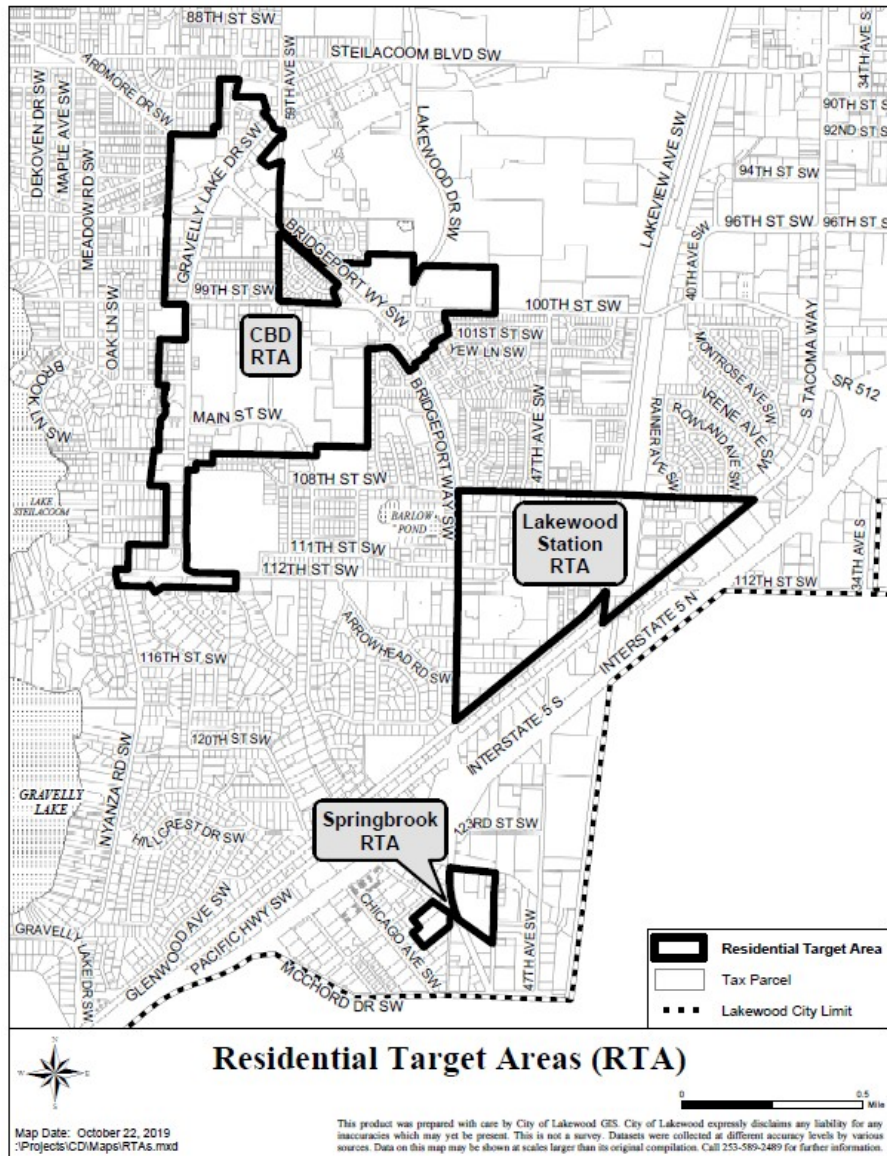 88TH ST SW
STEILACOOM BLVD SW
ARDMORE DR SW
59TH AVE SW
34TH AVE SW
DEKOVEN DR SW
MAPLE AVE SW
MEADOW RD SW
GRAVELLY LAKE DR SW
LAKEWOOD DR SW
LAKEVIEW AVE SW
90TH ST S
92ND ST S
94TH ST SW
96TH ST SW
96TH ST S
BRIDGEPORT WY SW
40TH AVE SW
99TH ST SW
100TH ST SW
OAK LN SW
CBD
RTA
101ST ST SW
YEW LN SW
BROOK LN SW
MONTROSE AVE SW
S TACOMA WAY
SR 512
IRENE AVE SW
ROWLAND AVE SW
RAINIER AVE SW
MAIN ST SW
BRIDGEPORT WAY SW
47TH AVE SW
108TH ST SW
LAKE
STEILACOOM
BARLOW
POND
Lakewood
Station
RTA
111TH ST SW
112TH ST SW
112TH ST SW
34TH AVE S
ARROWHEAD RD SW
INTERSTATE 5 N
116TH ST SW
INTERSTATE 5 S
120TH ST SW
NYANZA RD SW
GRAVELLY
LAKE
HILLCREST DR SW
Springbrook
RTA
123RD ST SW
GLENWOOD AVE SW
PACIFIC HWY SW
CHICAGO AVE SW
47TH AVE SW
GRAVELLY LAKE DR SW
MCCHORD DR SW
Residential Target Area
Tax Parcel
Lakewood City Limit
N
W E
S
Residential Target Areas (RTA)
0 0.5
Mile
Map Date: October 22, 2019
:\Projects\CD\Maps\RTAs.mxd
This product was prepared with care by City of Lakewood GIS. City of Lakewood expressly disclaims any liability for any
inaccuracies which may yet be present. This is not a survey. Datasets were collected at different accuracy levels by various
sources. Data on this map may be shown at scales larger than its original compilation. Call 253-589-2489 for further information.